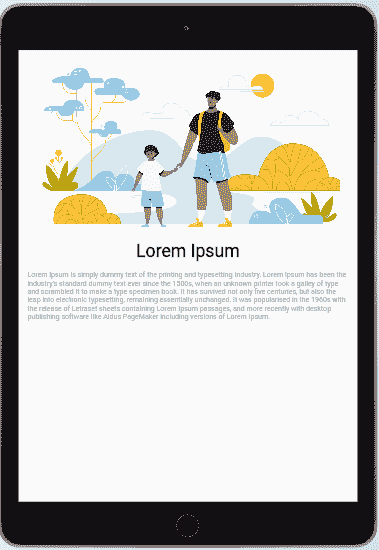 Lorem Ipsum
Lorem Ipsum is simply dummy text of the printing and typesetting industry. Lorem Ipsum has been the
industry's standard dummy text ever since the 1500s, when an unknown printer took a galley of type
and scrambled it to make a type specimen book. It has survived not only five centuries, but also the
leap into electronic typesetting, remaining essentially unchanged. It was popularised in the 1960s with
the release of Letraset sheets containing Lorem Ipsum passages, and more recently with desktop
publishing software like Aldus PageMaker including versions of Lorem Ipsum.